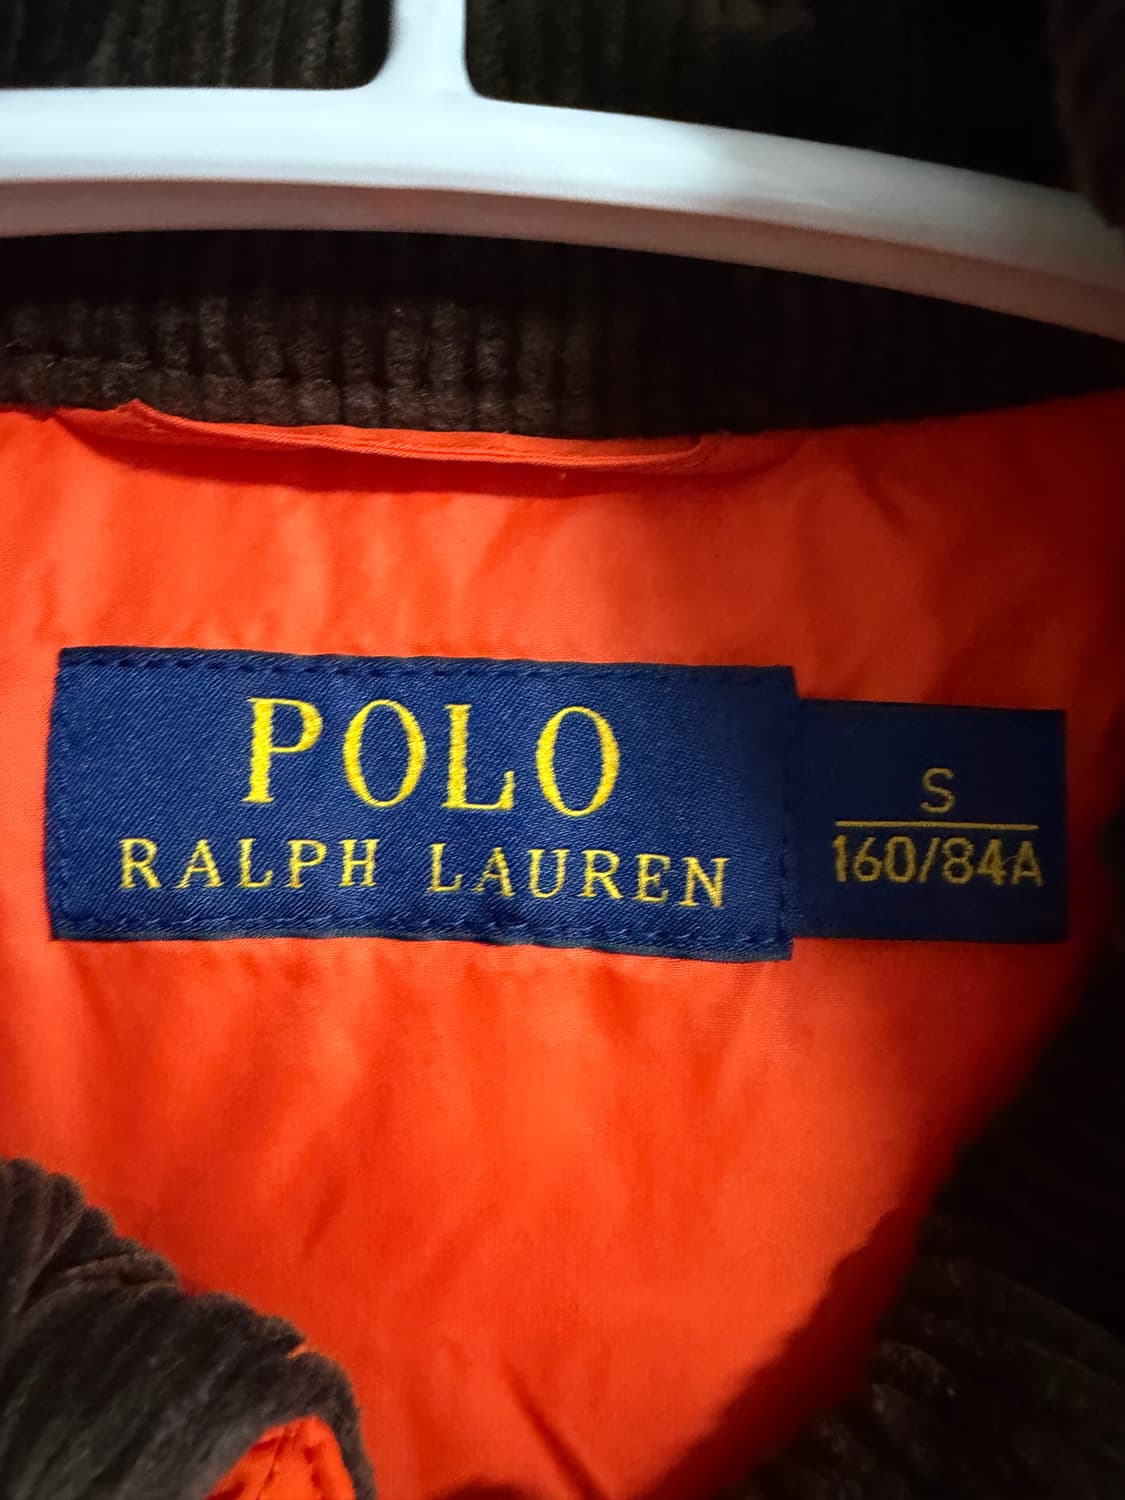 POLO
RALPH LAUREN
S
160/84A